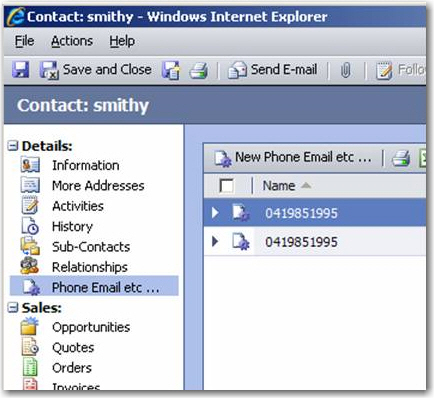 Contact: smithy - Windows Internet Explorer
File Actions Help
Save and Close Send E-mail
Contact: smithy
Details:
Information
More Addresses
Activities
History
Sub-Contacts
Relationships
Phone Email etc ...
Sales:
Opportunities
Quotes
Orders
Invoices
New Phone Email etc ...
Name
0419851995
0419851995